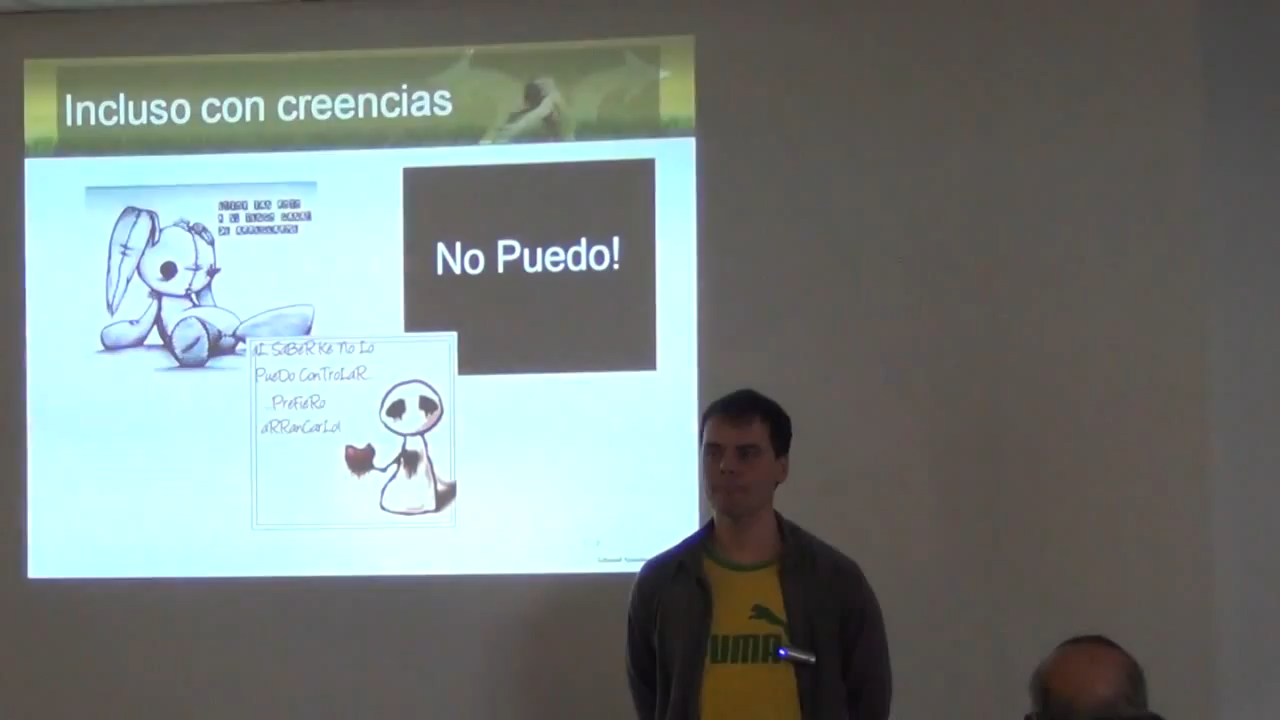 Incluso con creencias
No Puedo!
aL SaBeR Ke No Lo
PueDo ConTroLaR...
...PreFieRo
aRRanCarLo!
PUMA